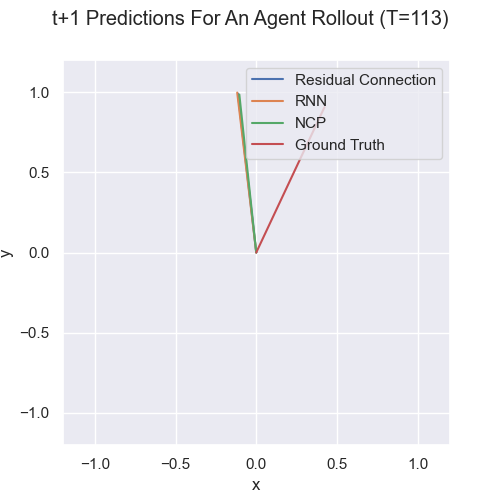 t+1 Predictions For An Agent Rollout (T=113)
Residual Connection
RNN
NCP
Ground Truth
1.0
0.5
0.0
−0.5
−1.0
y
−1.0 −0.5 0.0 0.5 1.0
x